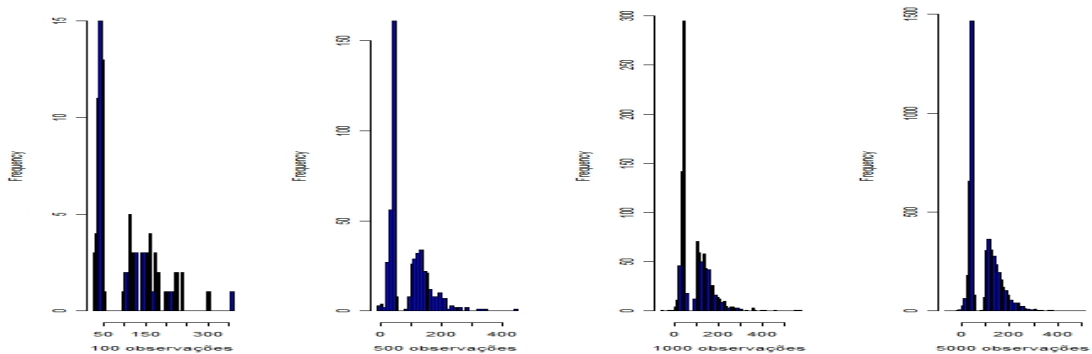 Frequency
0 5 10 15
50 150 300
100 observações
Frequency
0 50 100 150
0 200 400
500 observações
Frequency
0 50 100 150 200 250 300
0 200 400
1000 observações
Frequency
0 500 1000 1500
0 200 400
5000 observações